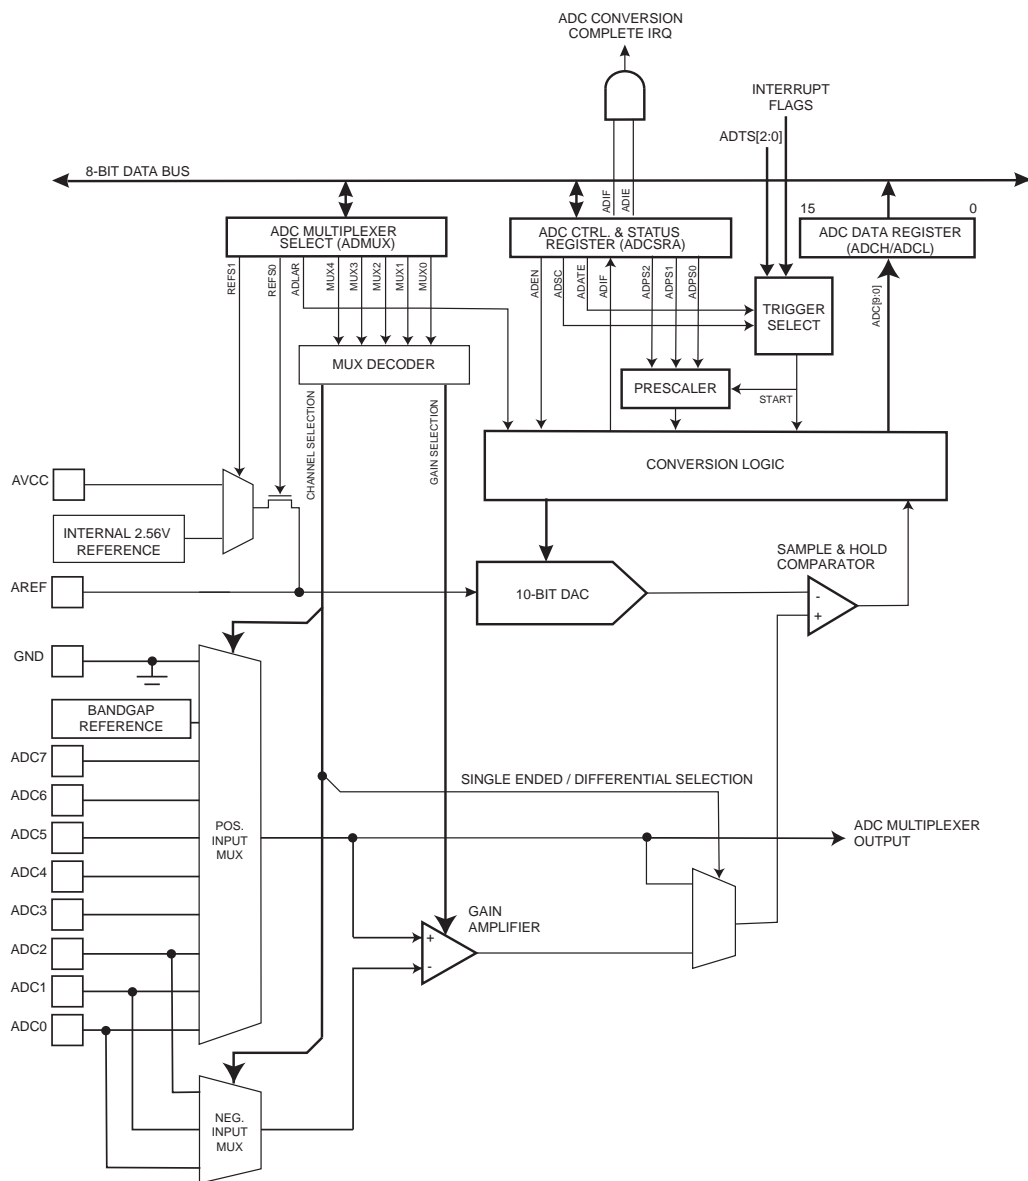 ADC CONVERSION
COMPLETE IRQ
INTERRUPT
FLAGS
ADTS[2:0]
8-BIT DATA BUS
ADIF
ADIE
15
0
ADC MULTIPLEXER
SELECT (ADMUX)
ADC CTRL. & STATUS
REGISTER (ADCSRA)
ADC DATA REGISTER
(ADCH/ADCL)
REFS1
REFS0
ADLAR
MUX4
MUX3
MUX2
MUX1
MUX0
ADEN
ADSC
ADATE
ADIF
ADPS2
ADPS1
ADPS0
ADC[9:0]
TRIGGER
SELECT
MUX DECODER
PRESCALER
START
CHANNEL SELECTION
GAIN SELECTION
CONVERSION LOGIC
AVCC
INTERNAL 2.56V
REFERENCE
SAMPLE & HOLD
COMPARATOR
AREF
10-BIT DAC
-
+
GND
BANDGAP
REFERENCE
ADC7
SINGLE ENDED / DIFFERENTIAL SELECTION
ADC6
ADC5
POS.
INPUT
MUX
ADC MULTIPLEXER
OUTPUT
ADC4
ADC3
GAIN
AMPLIFIER
+
-
ADC2
ADC1
ADC0
NEG.
INPUT
MUX